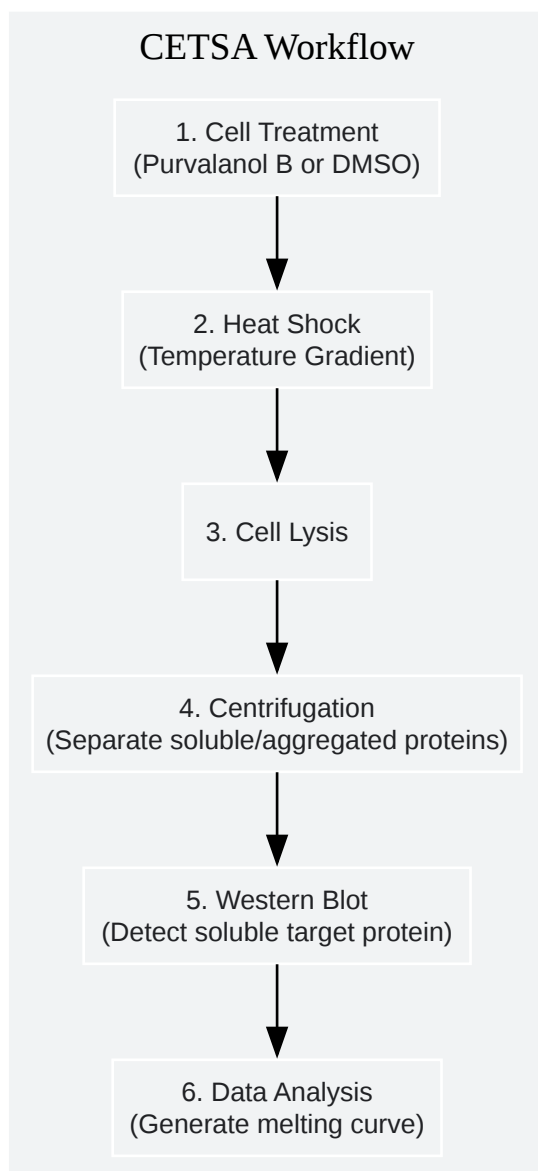 CETSA Workflow
1. Cell Treatment
(Purvalanol B or DMSO)
2. Heat Shock
(Temperature Gradient)
3. Cell Lysis
4. Centrifugation
(Separate soluble/aggregated proteins)
5. Western Blot
(Detect soluble target protein)
6. Data Analysis
(Generate melting curve)